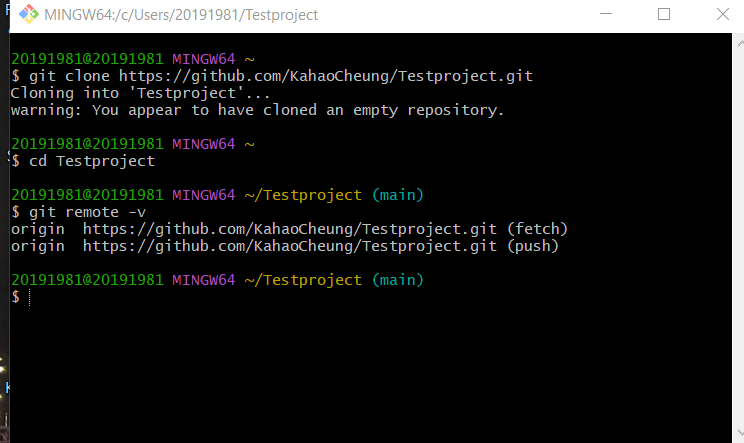 MINGW64:/c/Users/20191981/Testproject
20191981@20191981 MINGW64 ~
$ git clone https://github.com/KahaoCheung/Testproject.git
Cloning into 'Testproject'...
warning: You appear to have cloned an empty repository.
20191981@20191981 MINGW64 ~
$ cd Testproject
20191981@20191981 MINGW64 ~/Testproject (main)
$ git remote -v
origin  https://github.com/KahaoCheung/Testproject.git (fetch)
origin  https://github.com/KahaoCheung/Testproject.git (push)
20191981@20191981 MINGW64 ~/Testproject (main)
$